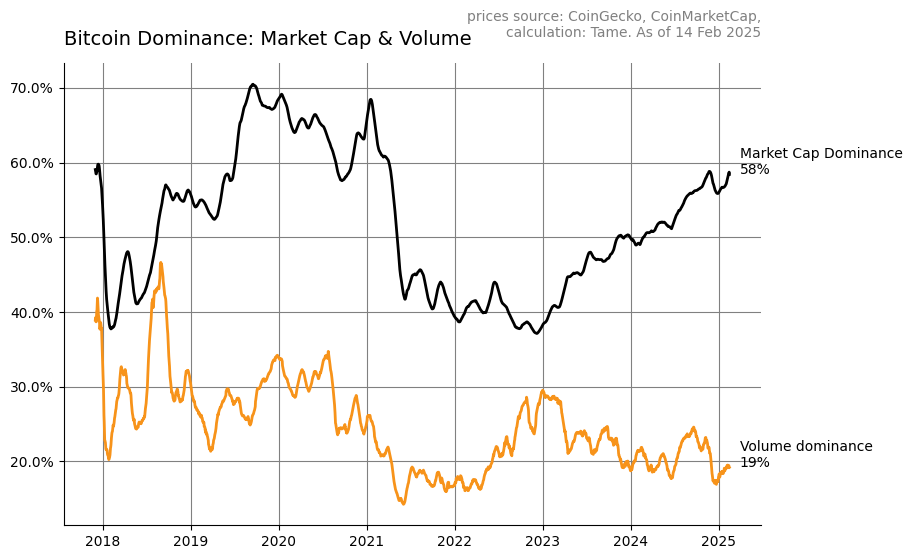 prices source: CoinGecko, CoinMarketCap,
calculation: Tame. As of 14 Feb 2025
Bitcoin Dominance: Market Cap & Volume
70.0%
60.0%
50.0%
40.0%
30.0%
20.0%
Market Cap Dominance
58%
Volume dominance
19%
2018 2019 2020 2021 2022 2023 2024 2025